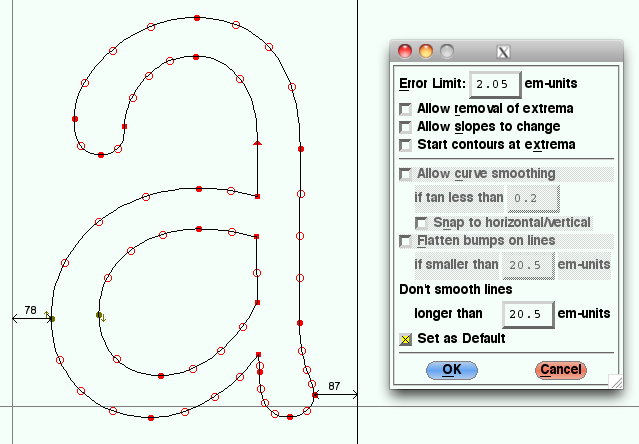 Error Limit: 2.05 em-units
Allow removal of extrema
Allow slopes to change
Start contours at extrema
Allow curve smoothing
if tan less than 0.2
Snap to horizontal/vertical
Flatten bumps on lines
if smaller than 20.5 em-units
Don't smooth lines
longer than 20.5 em-units
Set as Default
OK Cancel
78
87